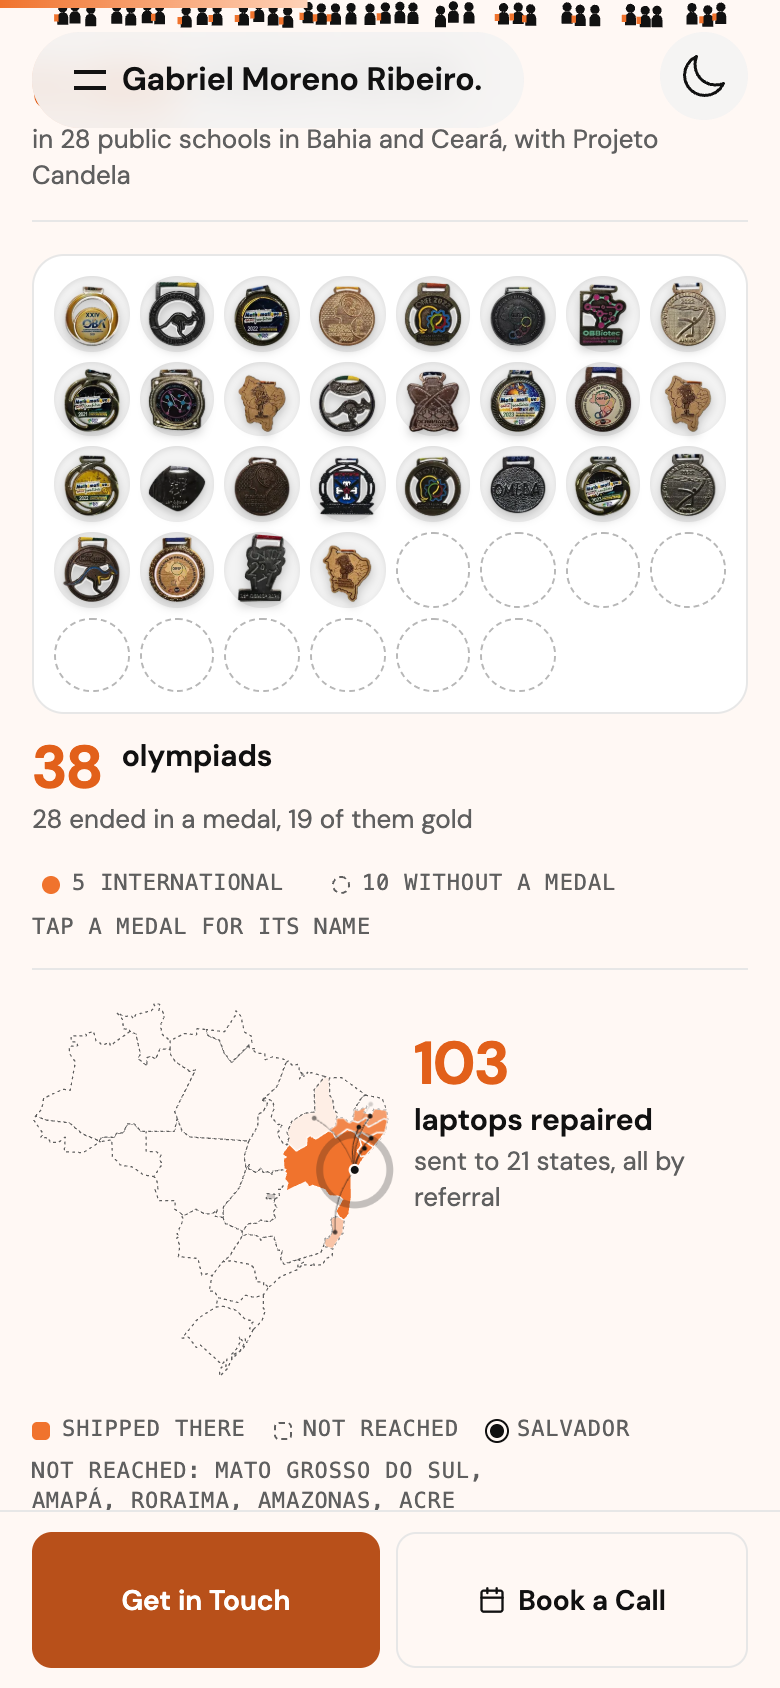 Gabriel Moreno Ribeiro.
in 28 public schools in Bahia and Ceará, with Projeto
Candela
38 olympiads
28 ended in a medal, 19 of them gold
5 INTERNATIONAL 10 WITHOUT A MEDAL
TAP A MEDAL FOR ITS NAME
103
laptops repaired
sent to 21 states, all by
referral
SHIPPED THERE NOT REACHED SALVADOR
NOT REACHED: MATO GROSSO DO SUL,
AMAPÁ, RORAIMA, AMAZONAS, ACRE
Get in Touch Book a Call